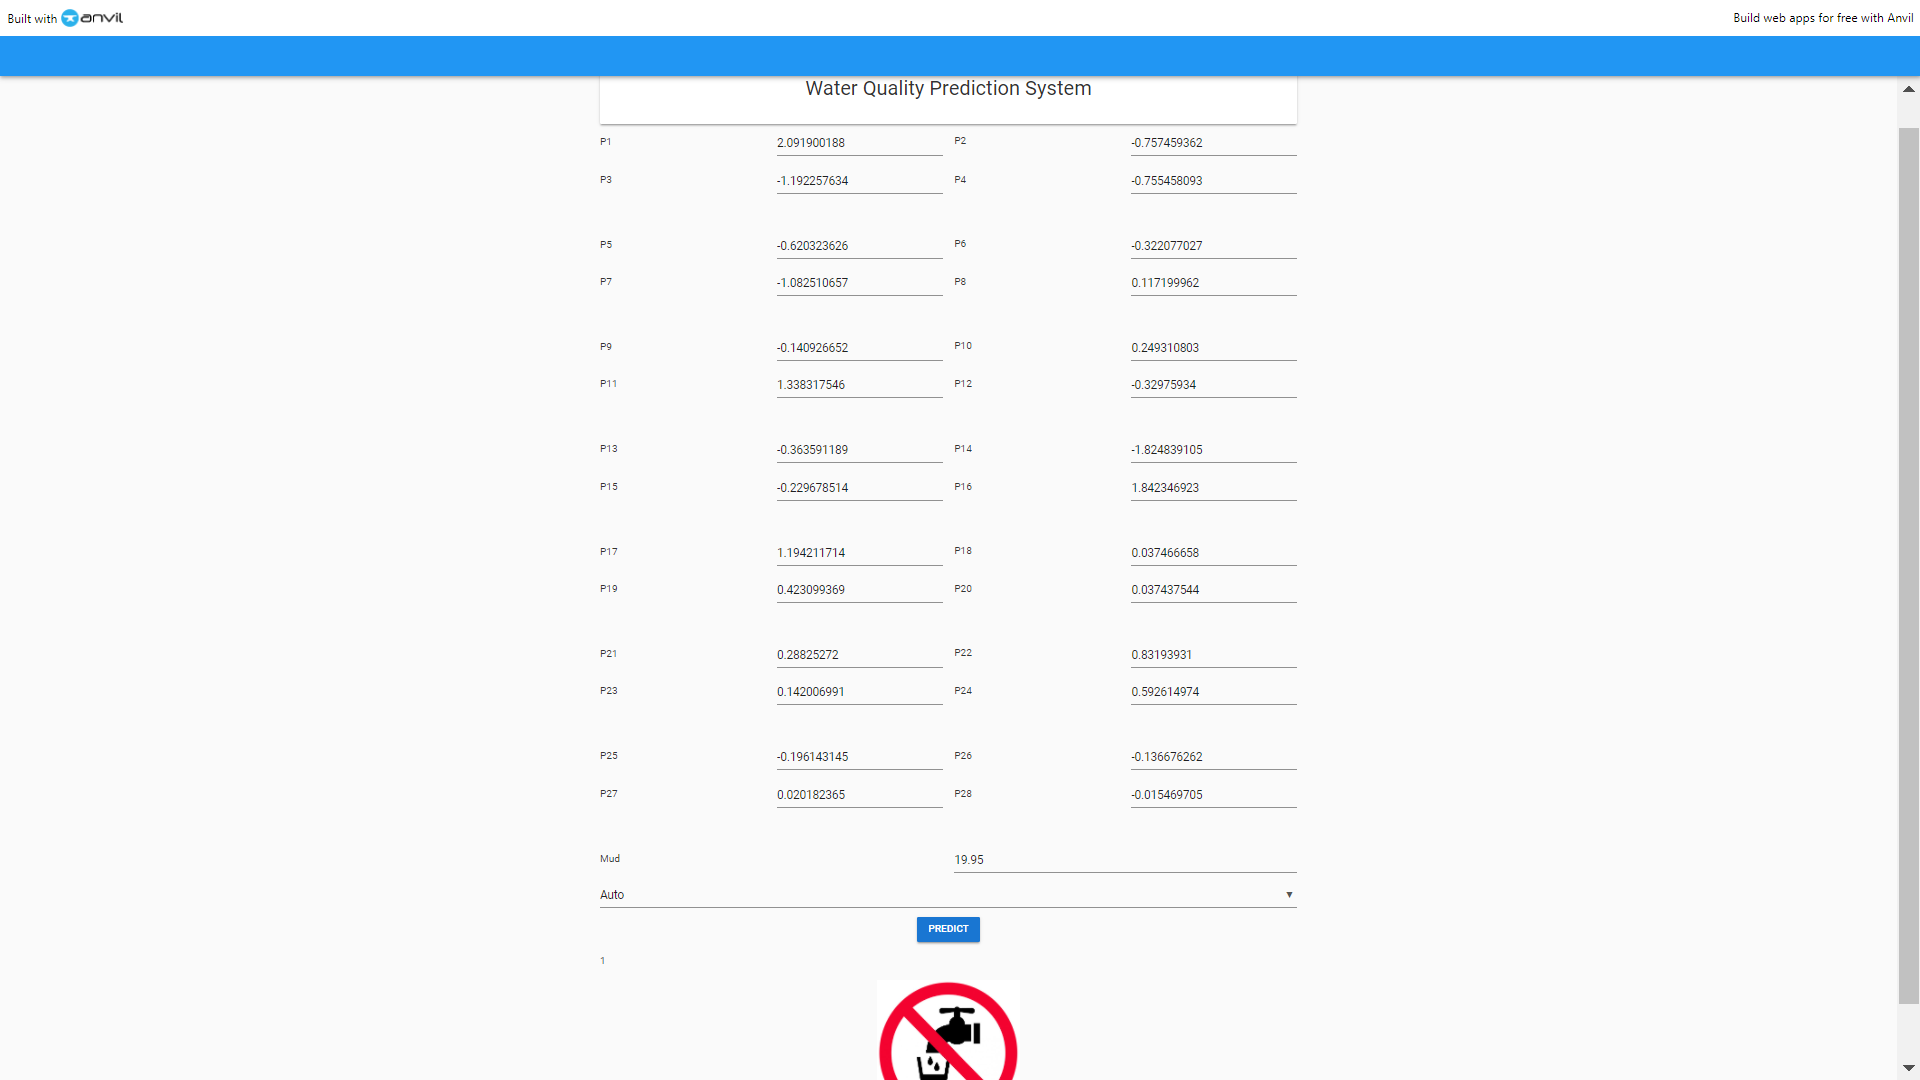 Built with anvil
Build web apps for free with Anvil
Water Quality Prediction System
P1 2.091900188 P2 -0.757459362
P3 -1.192257634 P4 -0.755458093
P5 -0.620323626 P6 -0.322077027
P7 -1.082510657 P8 0.117199962
P9 -0.140926652 P10 0.249310803
P11 1.338317546 P12 -0.32975934
P13 -0.363591189 P14 -1.824839105
P15 -0.229678514 P16 1.842346923
P17 1.194211714 P18 0.037466658
P19 0.423099369 P20 0.037437544
P21 0.28825272 P22 0.83193931
P23 0.142006991 P24 0.592614974
P25 -0.196143145 P26 -0.136676262
P27 0.020182365 P28 -0.015469705
Mud 19.95
Auto
PREDICT
1